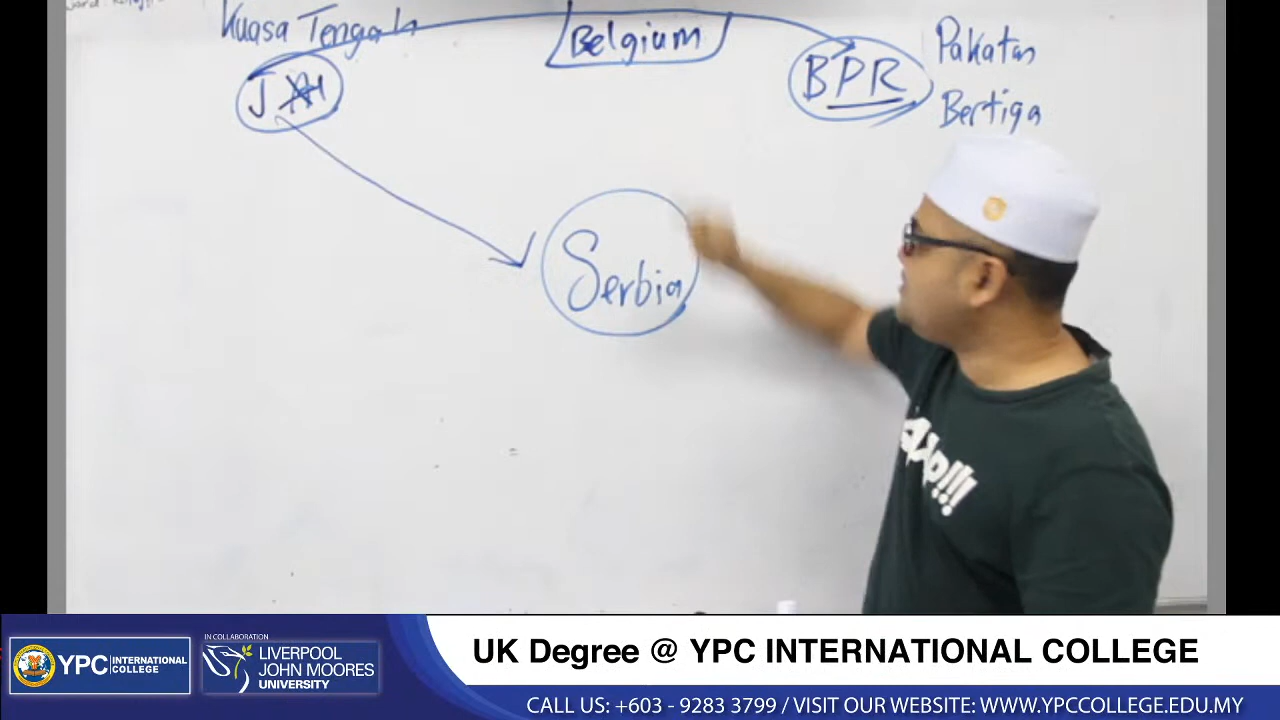 Kuasa Tengah
Belgium
Pakatan
Bertiga
J
BPR
Serbia
YPC INTERNATIONAL
COLLEGE
IN COLLABORATION
LIVERPOOL
JOHN MOORES
UNIVERSITY
UK Degree @ YPC INTERNATIONAL COLLEGE
CALL US: +603 - 9283 3799 / VISIT OUR WEBSITE: WWW.YPCCOLLEGE.EDU.MY